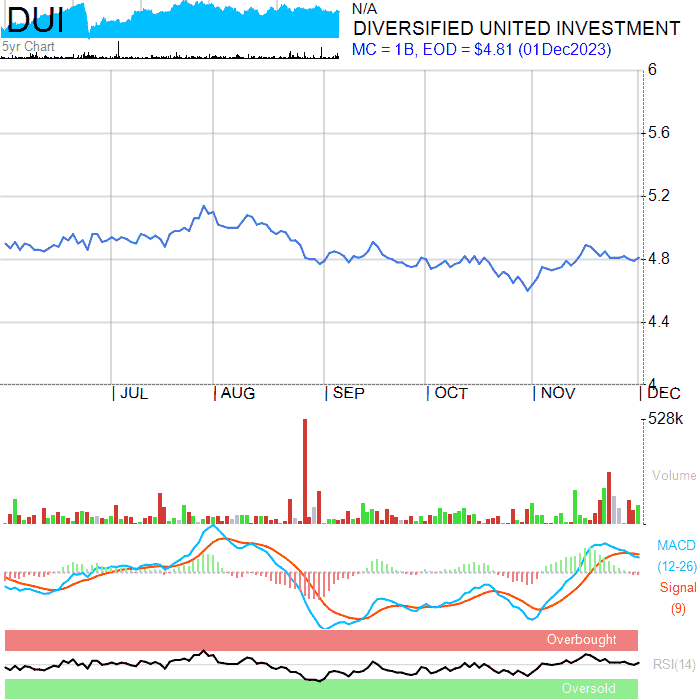 DUI
5yr Chart
N/A
DIVERSIFIED UNITED INVESTMENT
MC = 1B, EOD = $4.81 (01Dec2023)
6
5.6
5.2
4.8
4.4
4
| JUL | AUG | SEP | OCT | NOV | DEC
528k
Volume
MACD
(12-26)
Signal
(9)
Overbought
RSI(14)
Oversold